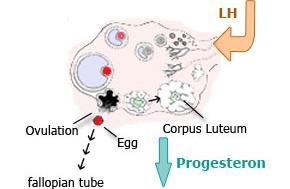 LH
Ovulation
Egg
Corpus Luteum
Progesteron
fallopian tube